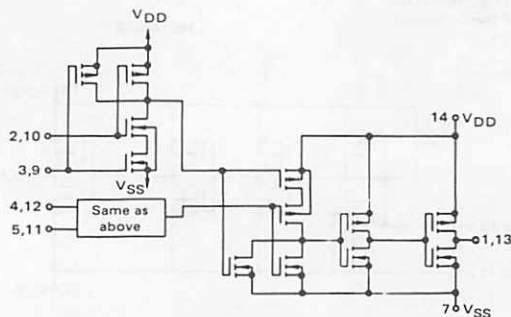 VDD
2,10
3,9
VSS
4,12
5,11
Same as
above
14 VDD
1,13
7 VSS